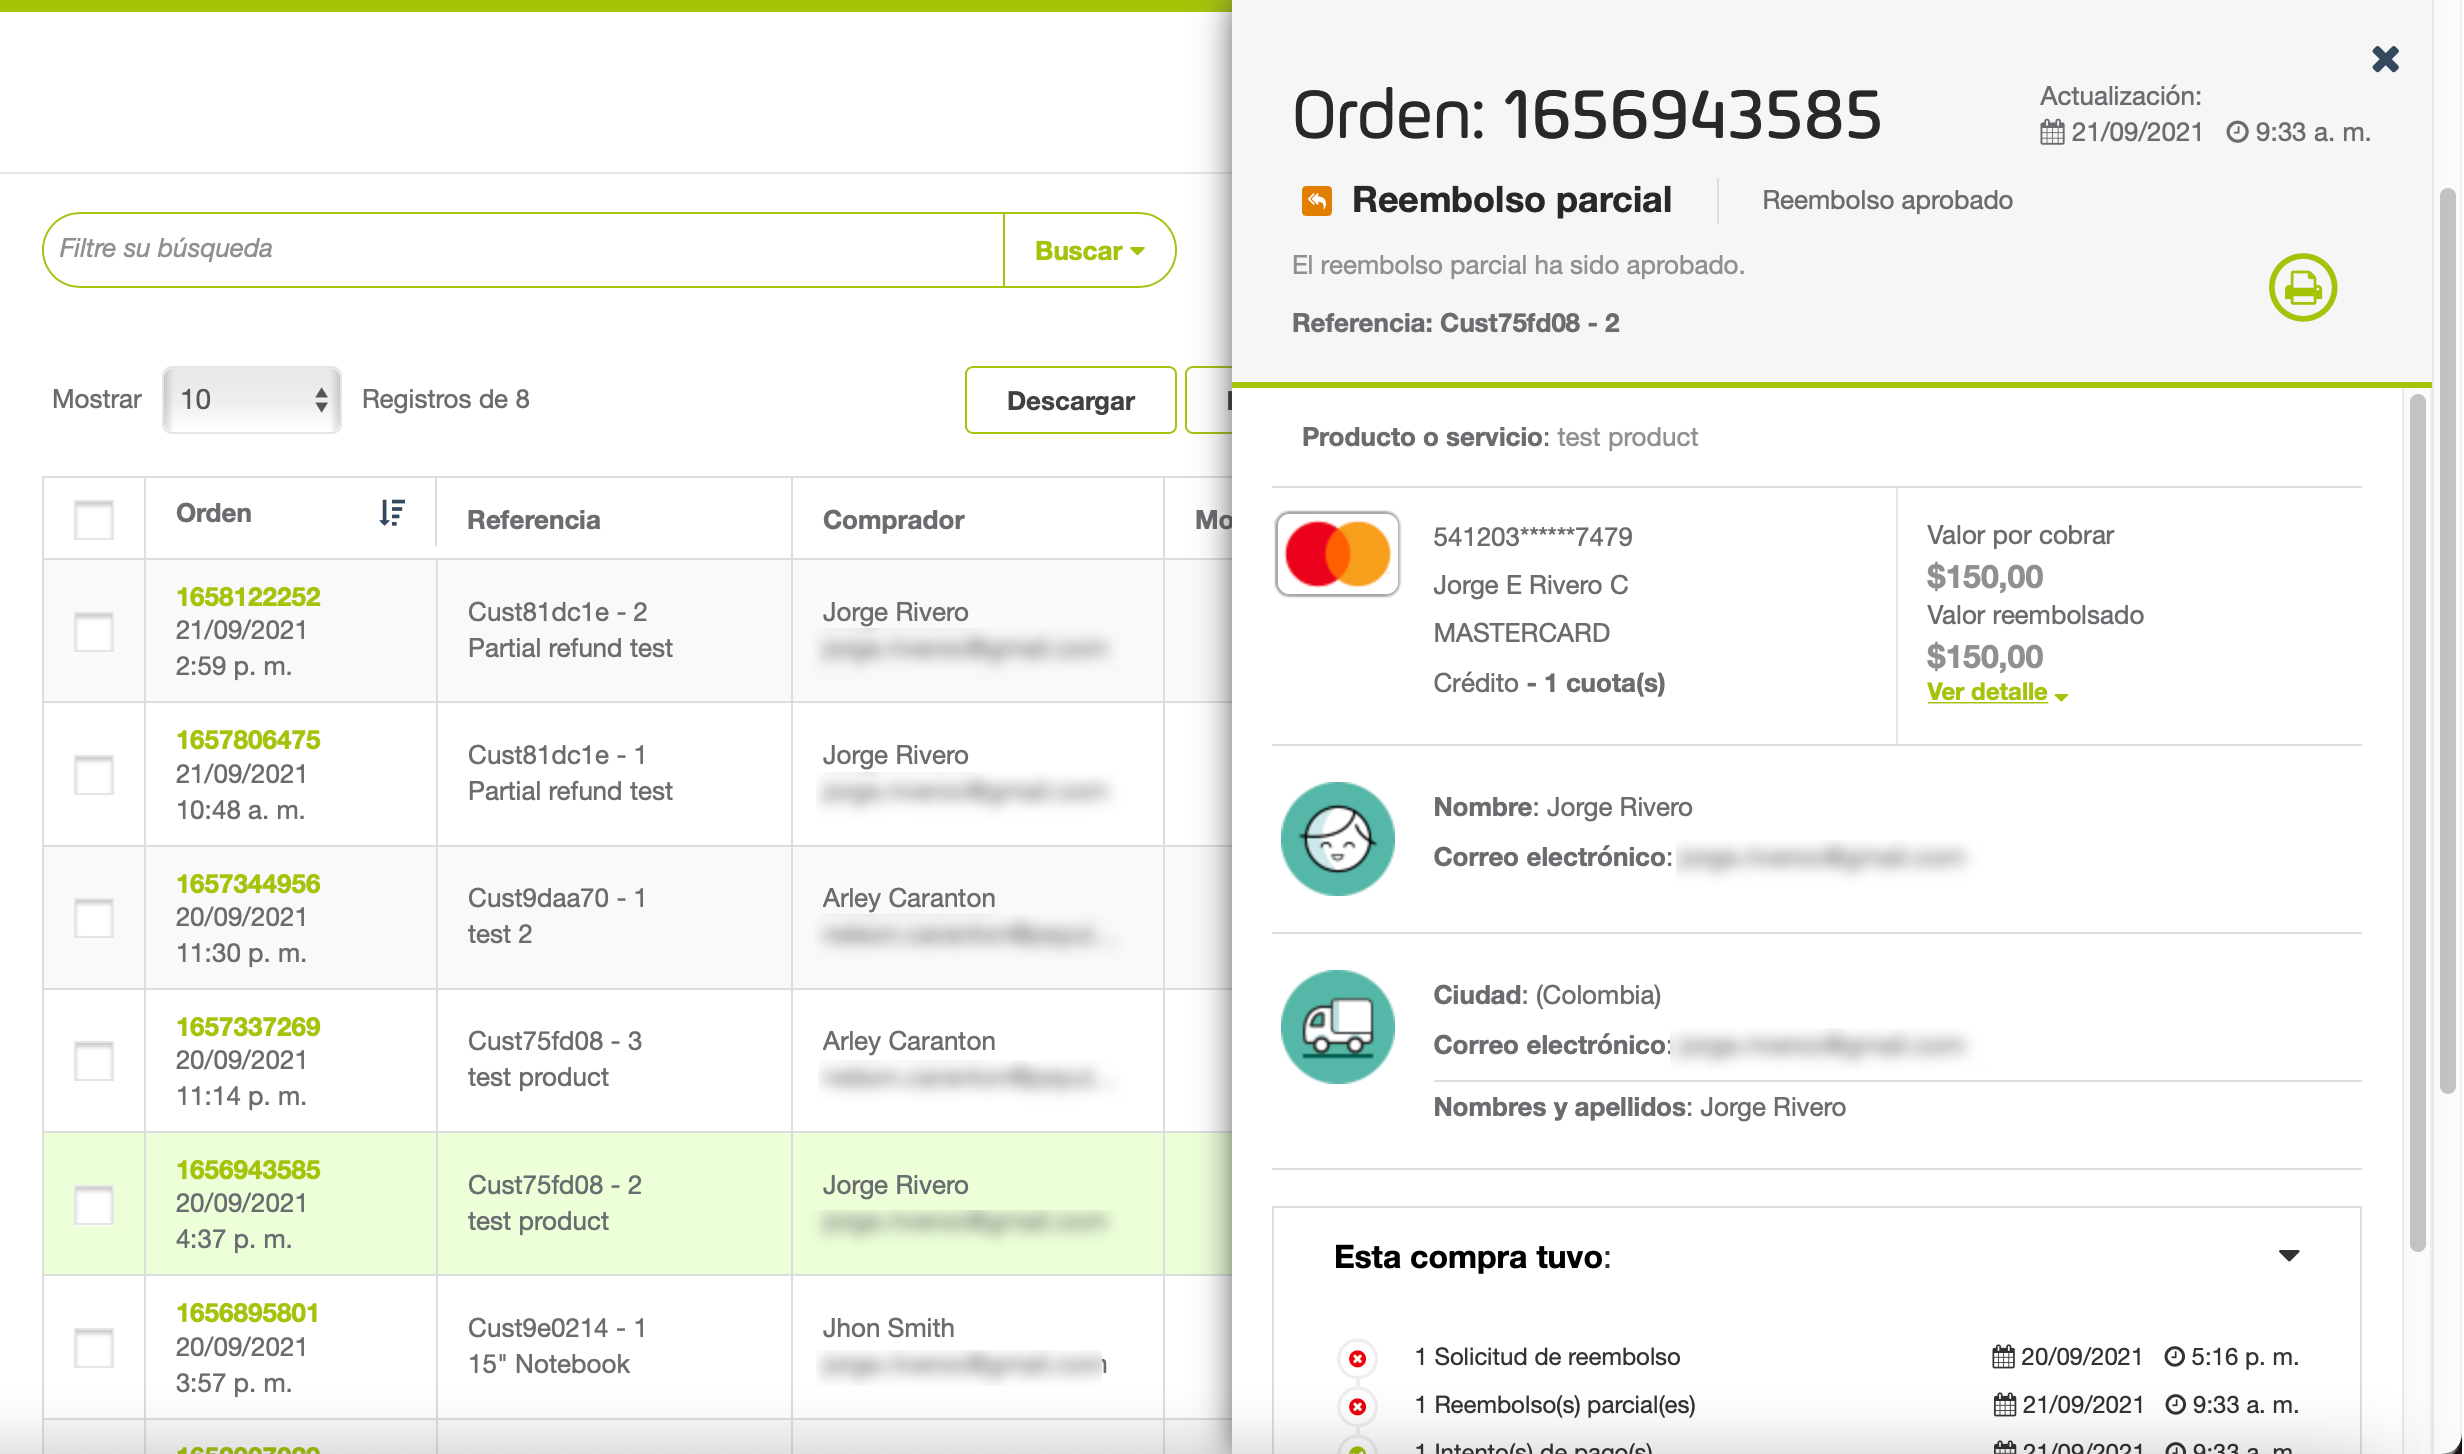 Filtre su búsqueda
Buscar
Mostrar
10
Registros de 8
Descargar
Orden
Referencia
Comprador
Mo
1658122252
21/09/2021
2:59 p. m.
Cust81dc1e - 2
Partial refund test
Jorge Rivero
1657806475
21/09/2021
10:48 a. m.
Cust81dc1e - 1
Partial refund test
Jorge Rivero
1657344956
20/09/2021
11:30 p. m.
Cust9daa70 - 1
test 2
Arley Caranton
1657337269
20/09/2021
11:14 p. m.
Cust75fd08 - 3
test product
Arley Caranton
1656943585
20/09/2021
4:37 p. m.
Cust75fd08 - 2
test product
Jorge Rivero
1656895801
20/09/2021
3:57 p. m.
Cust9e0214 - 1
15" Notebook
Jhon Smith
Orden: 1656943585
Actualización:
21/09/2021 9:33 a. m.
Reembolso parcial
Reembolso aprobado
El reembolso parcial ha sido aprobado.
Referencia: Cust75fd08 - 2
Producto o servicio: test product
541203******7479
Jorge E Rivero C
MASTERCARD
Crédito - 1 cuota(s)
Valor por cobrar
$150,00
Valor reembolsado
$150,00
Ver detalle
Nombre: Jorge Rivero
Correo electrónico:
Ciudad: (Colombia)
Correo electrónico:
Nombres y apellidos: Jorge Rivero
Esta compra tuvo:
1 Solicitud de reembolso 20/09/2021 5:16 p. m.
1 Reembolso(s) parcial(es) 21/09/2021 9:33 a. m.
1 Intento(s) de pago(s) 21/09/2021 9:33 a. m.